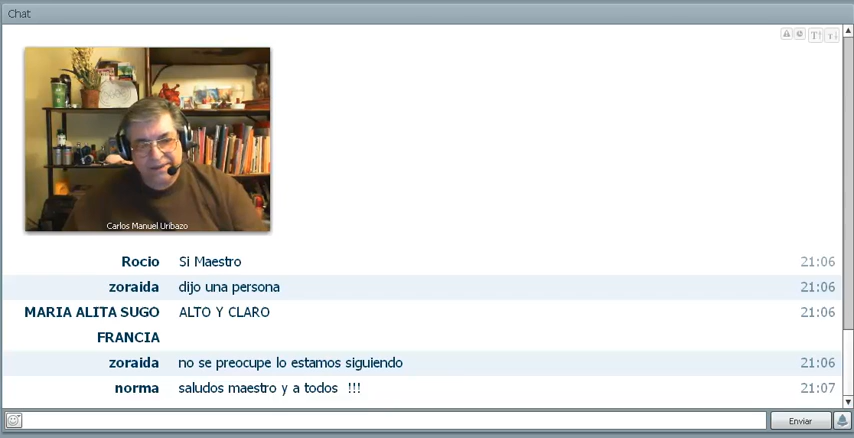 Chat
T↑ T↓
Carlos Manuel Uribazo
Rocio Si Maestro 21:06
zoraida dijo una persona 21:06
MARIA ALITA SUGO ALTO Y CLARO 21:06
FRANCIA
zoraida no se preocupe lo estamos siguiendo 21:06
norma saludos maestro y a todos !!! 21:07
Enviar